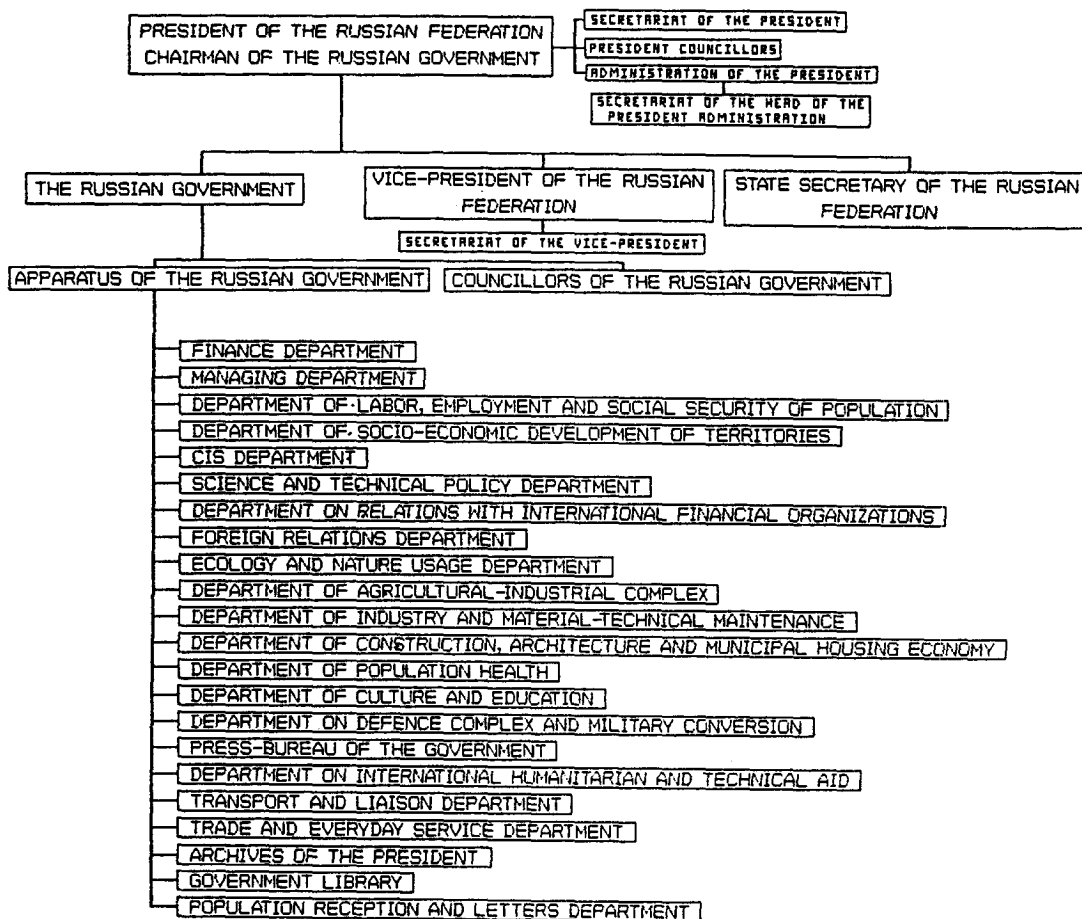 PRESIDENT OF THE RUSSIAN FEDERATION
CHAIRMAN OF THE RUSSIAN GOVERNMENT
SECRETARIAT OF THE PRESIDENT
PRESIDENT COUNCILLORS
ADMINISTRATION OF THE PRESIDENT
SECRETARIAT OF THE HEAD OF THE
PRESIDENT ADMINISTRATION
THE RUSSIAN GOVERNMENT
VICE-PRESIDENT OF THE RUSSIAN
FEDERATION
STATE SECRETARY OF THE RUSSIAN
FEDERATION
SECRETARIAT OF THE VICE-PRESIDENT
APPARATUS OF THE RUSSIAN GOVERNMENT
COUNCILLORS OF THE RUSSIAN GOVERNMENT
FINANCE DEPARTMENT
MANAGING DEPARTMENT
DEPARTMENT OF LABOR, EMPLOYMENT AND SOCIAL SECURITY OF POPULATION
DEPARTMENT OF SOCIO-ECONOMIC DEVELOPMENT OF TERRITORIES
CIS DEPARTMENT
SCIENCE AND TECHNICAL POLICY DEPARTMENT
DEPARTMENT ON RELATIONS WITH INTERNATIONAL FINANCIAL ORGANIZATIONS
FOREIGN RELATIONS DEPARTMENT
ECOLOGY AND NATURE USAGE DEPARTMENT
DEPARTMENT OF AGRICULTURAL-INDUSTRIAL COMPLEX
DEPARTMENT OF INDUSTRY AND MATERIAL-TECHNICAL MAINTENANCE
DEPARTMENT OF CONSTRUCTION, ARCHITECTURE AND MUNICIPAL HOUSING ECONOMY
DEPARTMENT OF POPULATION HEALTH
DEPARTMENT OF CULTURE AND EDUCATION
DEPARTMENT ON DEFENCE COMPLEX AND MILITARY CONVERSION
PRESS-BUREAU OF THE GOVERNMENT
DEPARTMENT ON INTERNATIONAL HUMANITARIAN AND TECHNICAL AID
TRANSPORT AND LIAISON DEPARTMENT
TRADE AND EVERYDAY SERVICE DEPARTMENT
ARCHIVES OF THE PRESIDENT
GOVERNMENT LIBRARY
POPULATION RECEPTION AND LETTERS DEPARTMENT